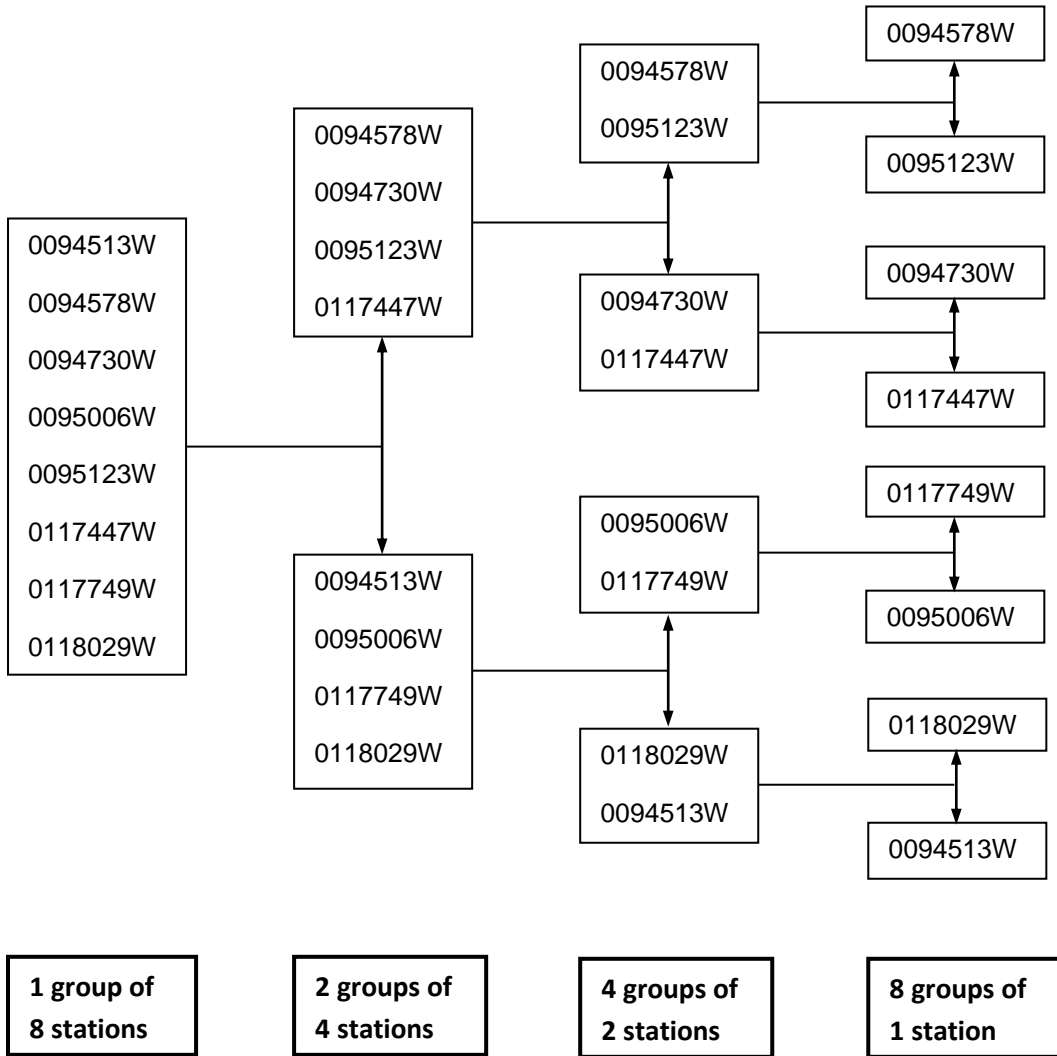 0094513W
0094578W
0094730W
0095006W
0095123W
0117447W
0117749W
0118029W
0094578W
0094730W
0095123W
0117447W
0094513W
0095006W
0117749W
0118029W
0094578W
0095123W
0094730W
0117447W
0095006W
0117749W
0118029W
0094513W
0094578W
0095123W
0094730W
0117447W
0117749W
0095006W
0118029W
0094513W
1 group of
8 stations
2 groups of
4 stations
4 groups of
2 stations
8 groups of
1 station